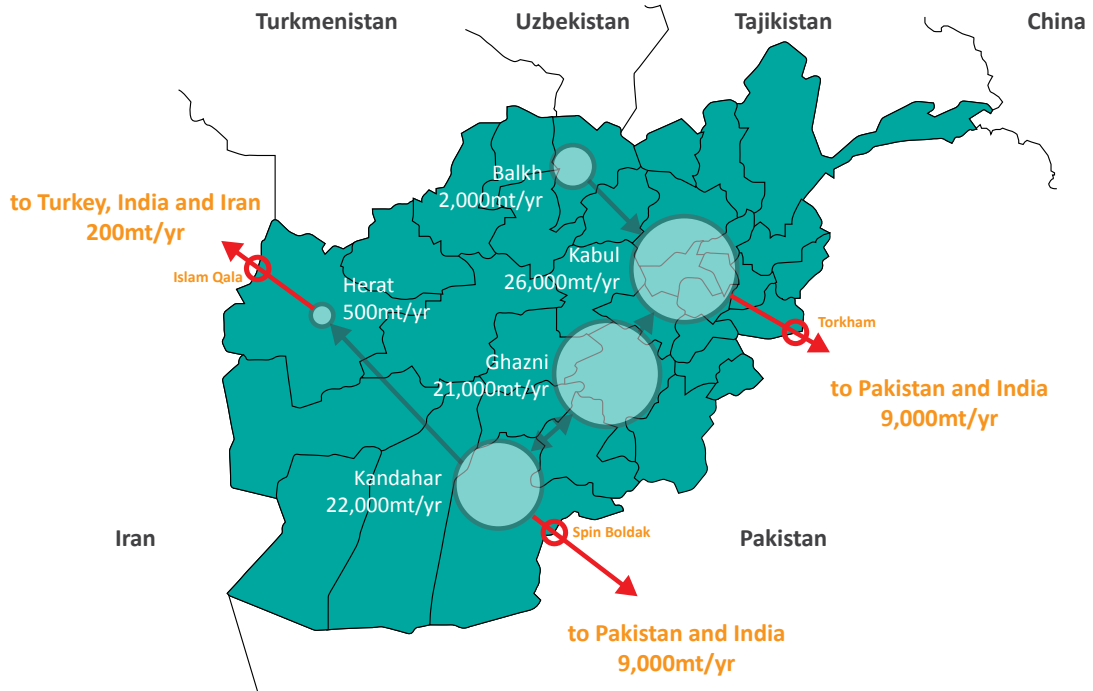 Turkmenistan
Uzbekistan
Tajikistan
China
Balkh
2,000mt/yr
to Turkey, India and Iran
200mt/yr
Islam Qala
Herat
500mt/yr
Kabul
26,000mt/yr
Torkham
Ghazni
21,000mt/yr
to Pakistan and India
9,000mt/yr
Kandahar
22,000mt/yr
Iran
Spin Boldak
Pakistan
to Pakistan and India
9,000mt/yr